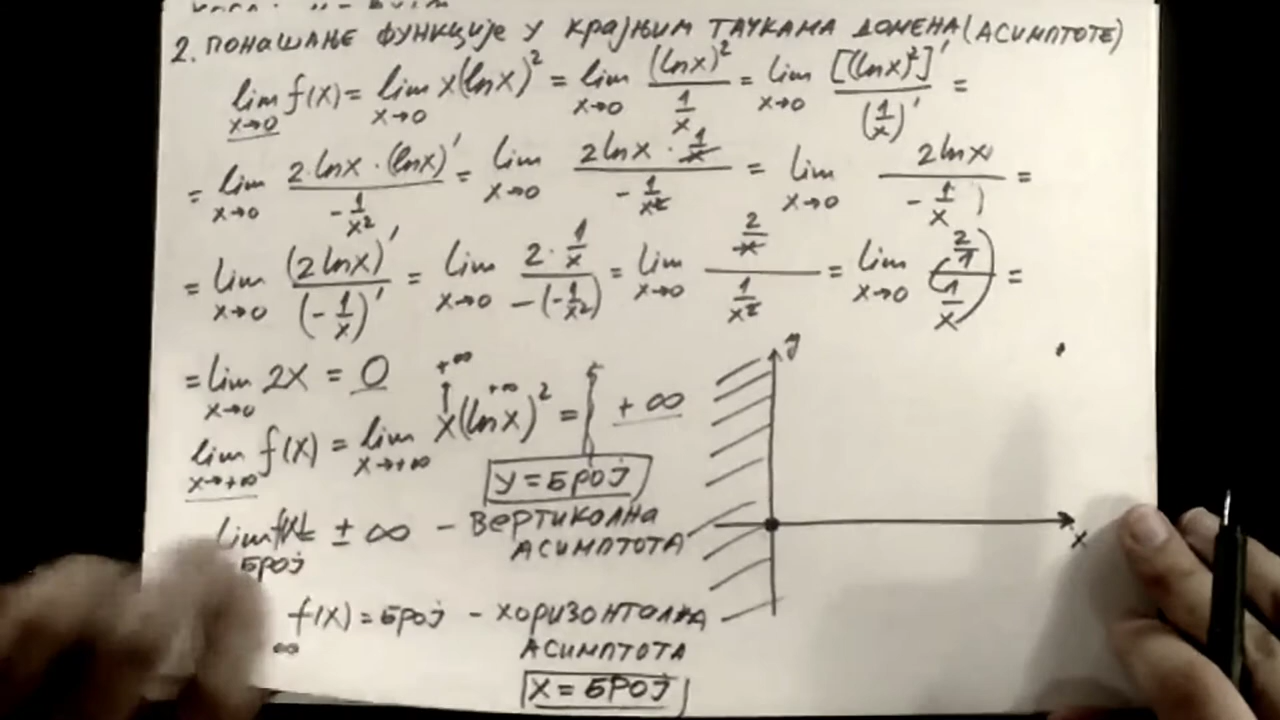 2. ПОНАШАЊЕ ФУНКЦИЈЕ У КРАЈЊИМ ТАЧКАМА ДОМЕНА (АСИМПТОТЕ)
lim x→0 f(x) = lim x→0 x(lnx)² = lim x→0 (lnx)² / (1/x) = lim x→0 [(lnx)²]' / (1/x)' =
= lim x→0 2·lnx·(lnx)' / (-1/x²) = lim x→0 2lnx·1/x / (-1/x²) = lim x→0 2lnx / (-1/x) =
= lim x→0 (2lnx)' / (-1/x)' = lim x→0 2·1/x / -(-1/x²) = lim x→0 (2/x) / (1/x²) = lim x→0 (2/1) / (1/x) =
= lim x→0 2x = 0
lim x→+∞ f(x) = lim x→+∞ x(lnx)² = +∞
+∞ +∞
У = БРОЈ
lim f(x) = ± ∞ - ВЕРТИКАЛНА
БРОЈ АСИМПТОТА
f(x) = БРОЈ - ХОРИЗОНТАЛНА
∞ АСИМПТОТА
X = БРОЈ
y
x